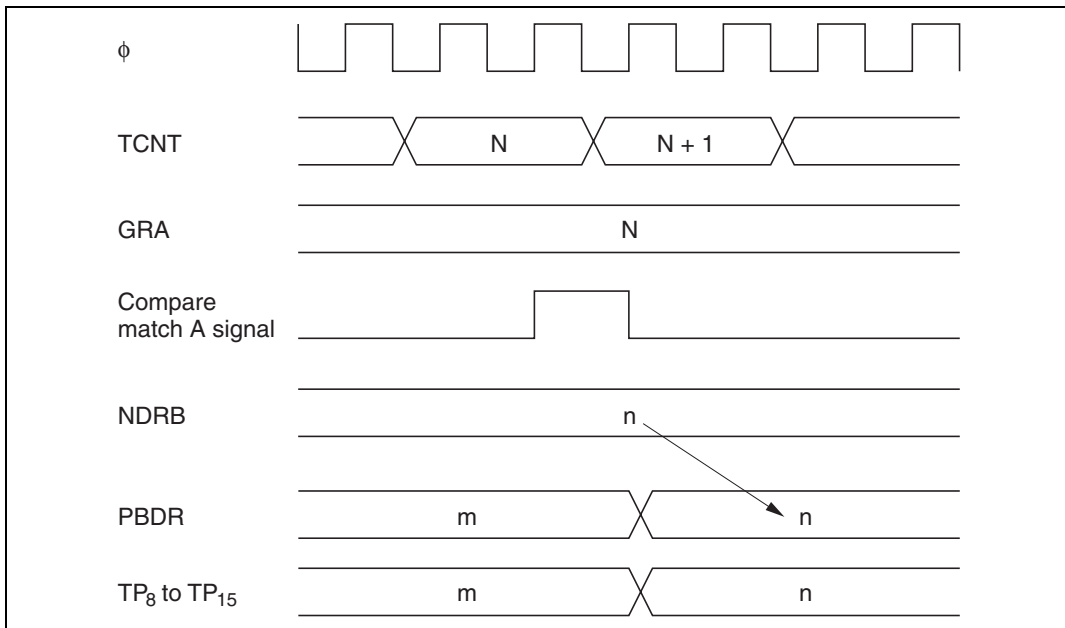 ϕ
TCNT
N
N + 1
GRA
N
Compare
match A signal
NDRB
n
PBDR
m
n
TP8 to TP15
m
n